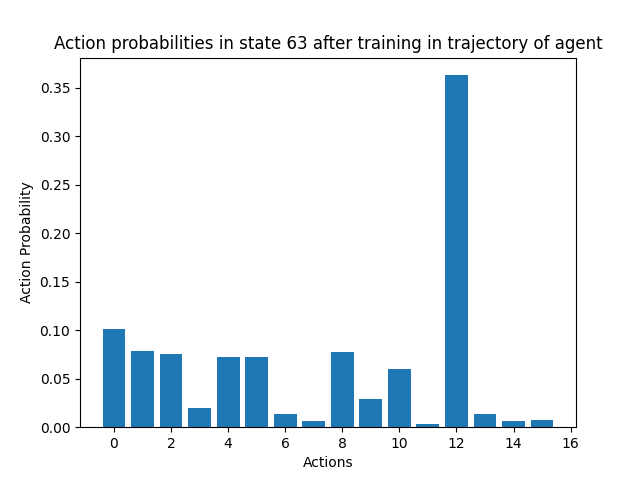 Action probabilities in state 63 after training in trajectory of agent
Action Probability
0.35
0.30
0.25
0.20
0.15
0.10
0.05
0.00
0 2 4 6 8 10 12 14 16
Actions